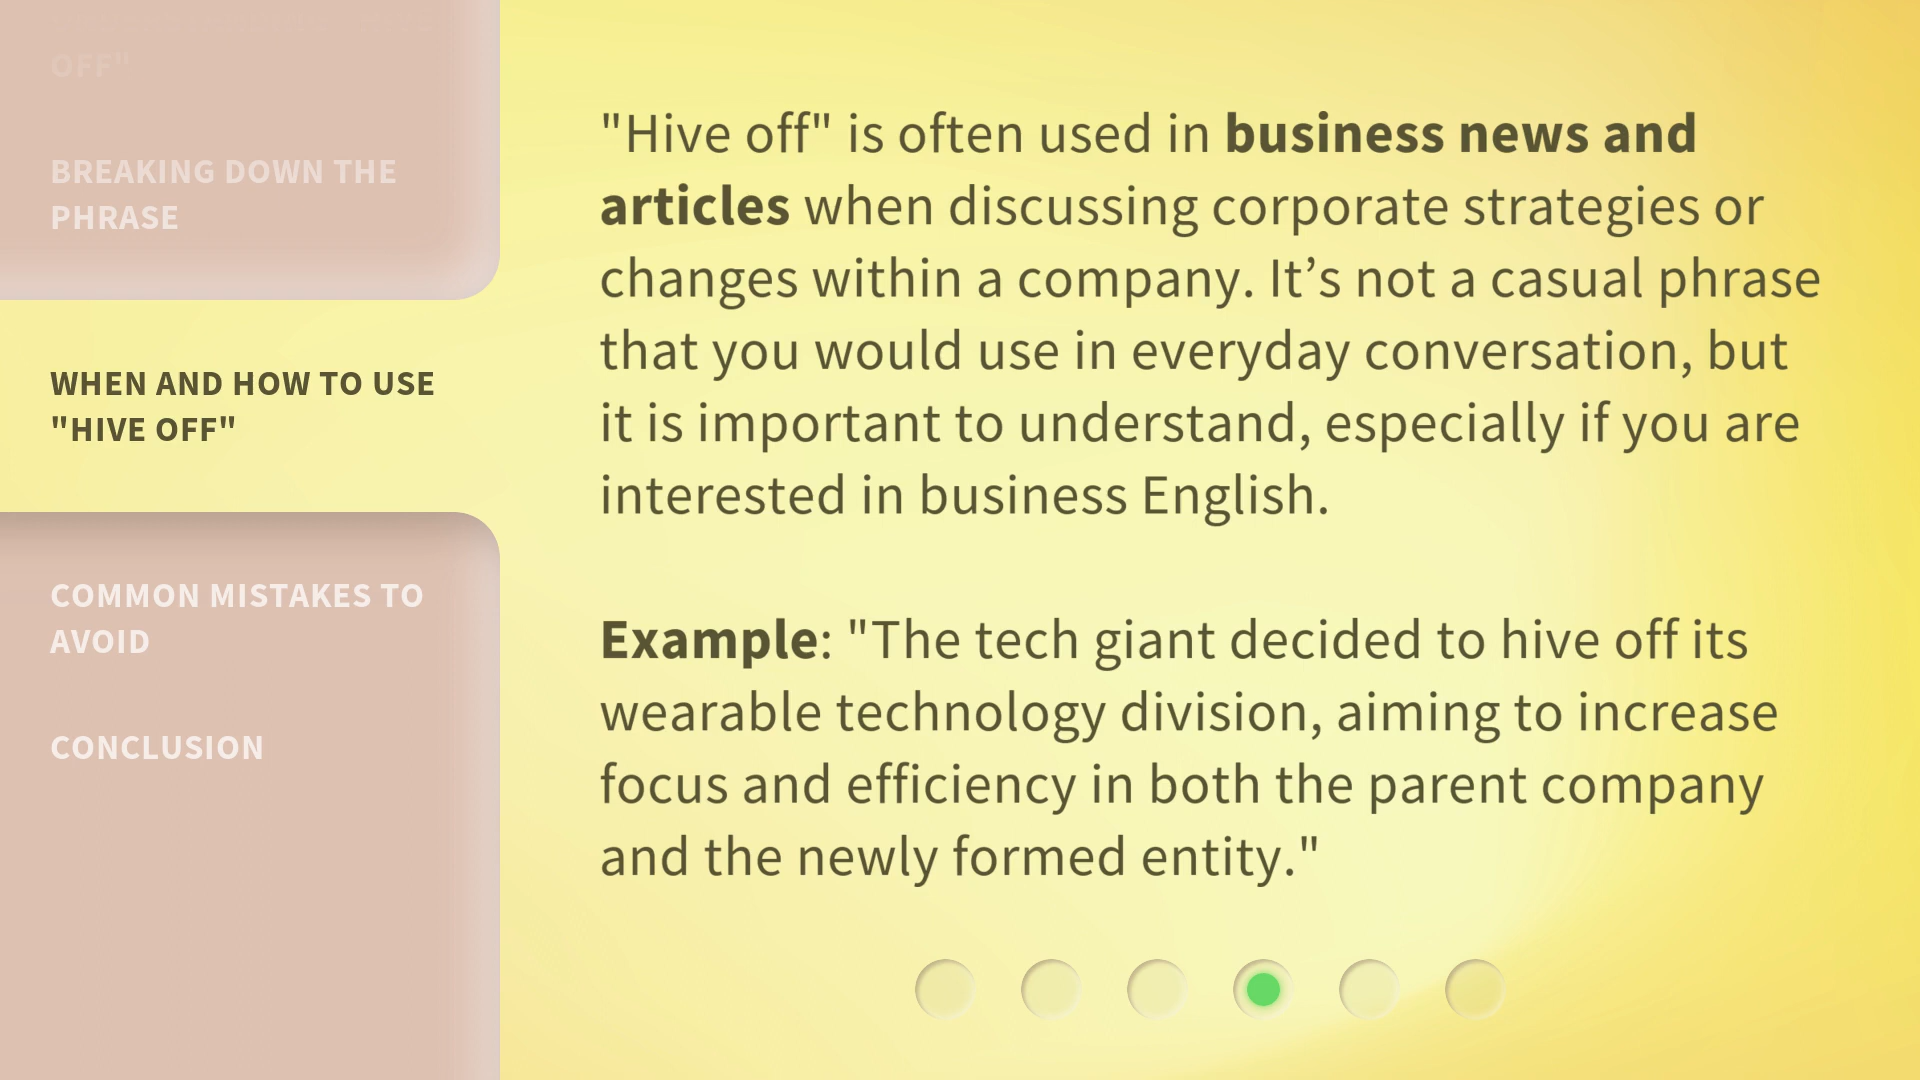 OFF"
BREAKING DOWN THE
PHRASE
WHEN AND HOW TO USE
"HIVE OFF"
COMMON MISTAKES TO
AVOID
CONCLUSION
"Hive off" is often used in business news and
articles when discussing corporate strategies or
changes within a company. It’s not a casual phrase
that you would use in everyday conversation, but
it is important to understand, especially if you are
interested in business English.
Example: "The tech giant decided to hive off its
wearable technology division, aiming to increase
focus and efficiency in both the parent company
and the newly formed entity."